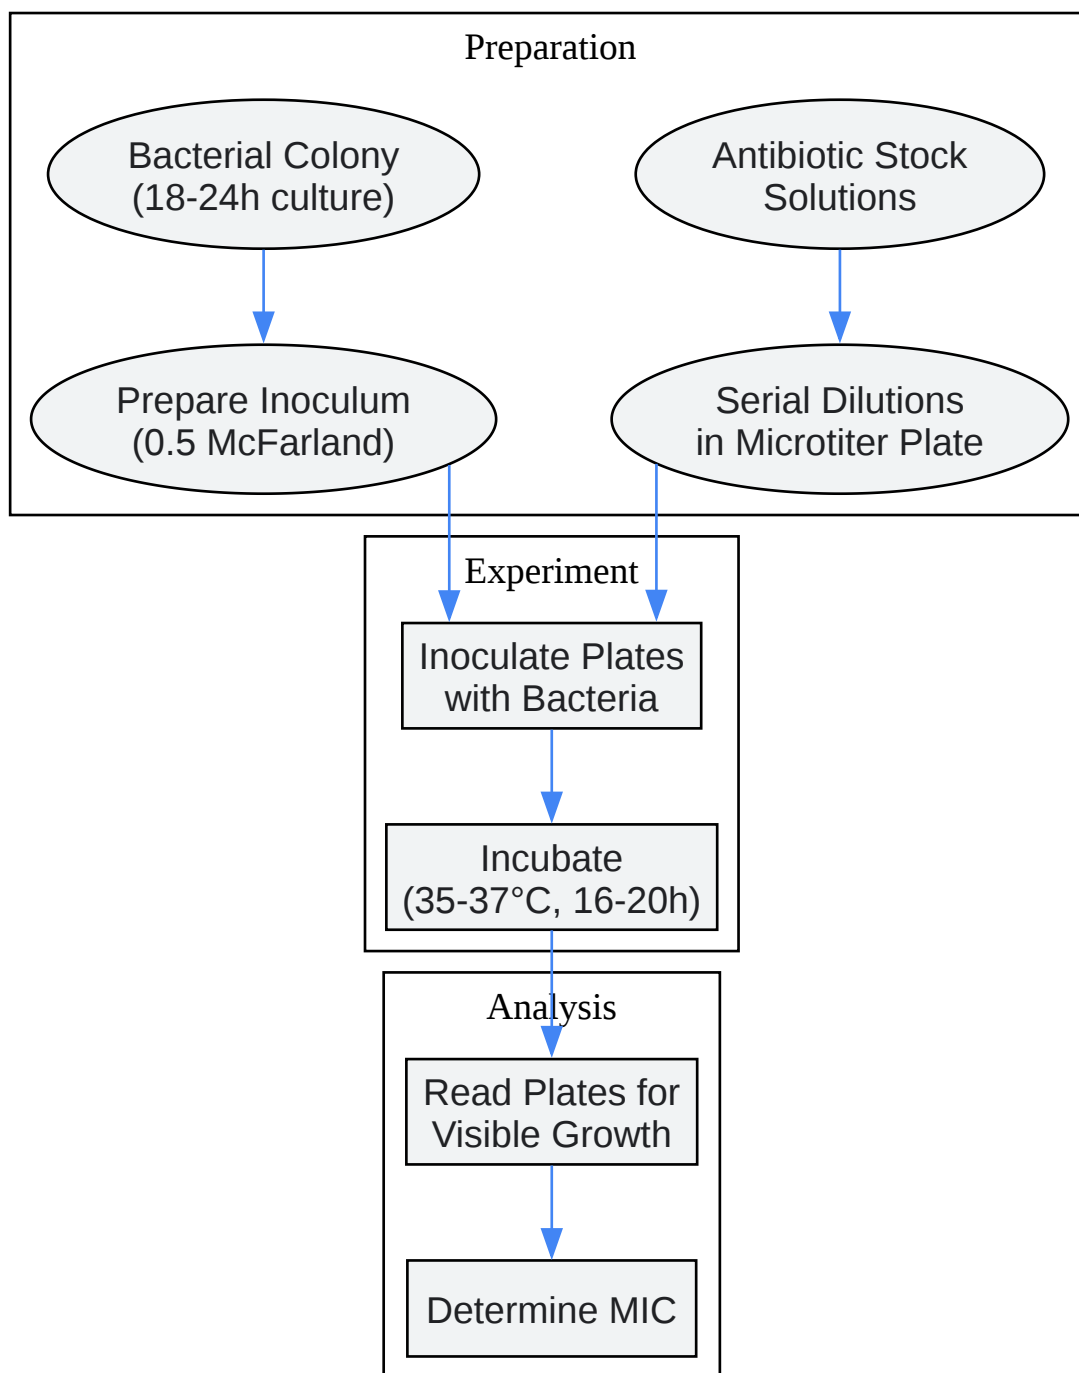 Preparation
Bacterial Colony
(18-24h culture)
Antibiotic Stock
Solutions
Prepare Inoculum
(0.5 McFarland)
Serial Dilutions
in Microtiter Plate
Experiment
Inoculate Plates
with Bacteria
Incubate
(35-37°C, 16-20h)
Analysis
Read Plates for
Visible Growth
Determine MIC